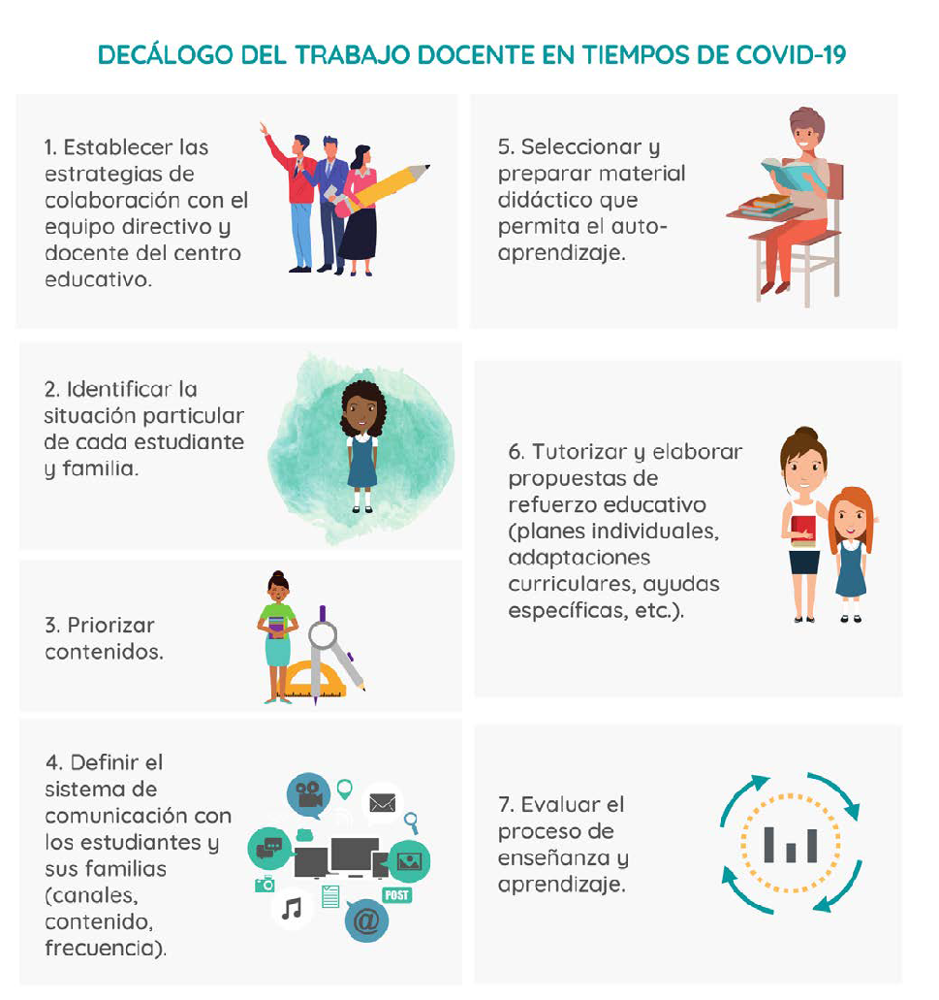 DECÁLOGO DEL TRABAJO DOCENTE EN TIEMPOS DE COVID-19
1. Establecer las
estrategias de
colaboración con el
equipo directivo y
docente del centro
educativo.
2. Identificar la
situación particular
de cada estudiante
y familia.
3. Priorizar
contenidos.
4. Definir el
sistema de
comunicación con
los estudiantes y
sus familias
(canales,
contenido,
frecuencia).
POST
@
5. Seleccionar y
preparar material
didáctico que
permita el auto-
aprendizaje.
6. Tutorizar y elaborar
propuestas de
refuerzo educativo
(planes individuales,
adaptaciones
curriculares, ayudas
específicas, etc.).
7. Evaluar el
proceso de
enseñanza y
aprendizaje.